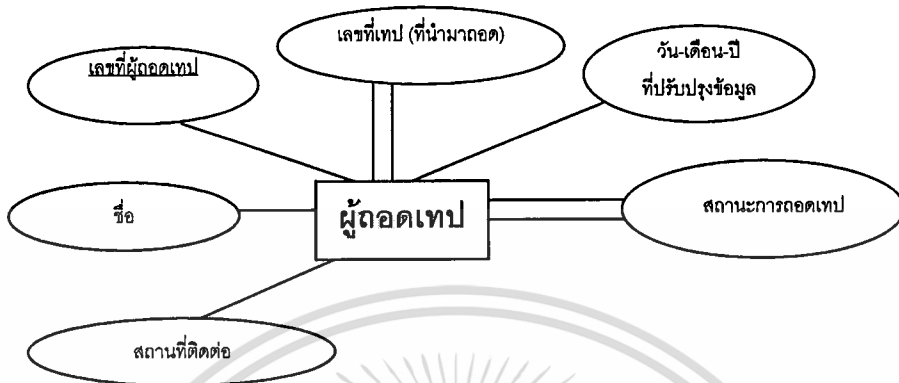 เลขที่เทป (ที่นำมาถอด)
เลขที่ผู้ถอดเทป
วัน-เดือน-ปี
ที่ปรับปรุงข้อมูล
ชื่อ
ผู้ถอดเทป
สถานะการถอดเทป
สถานที่ติดต่อ